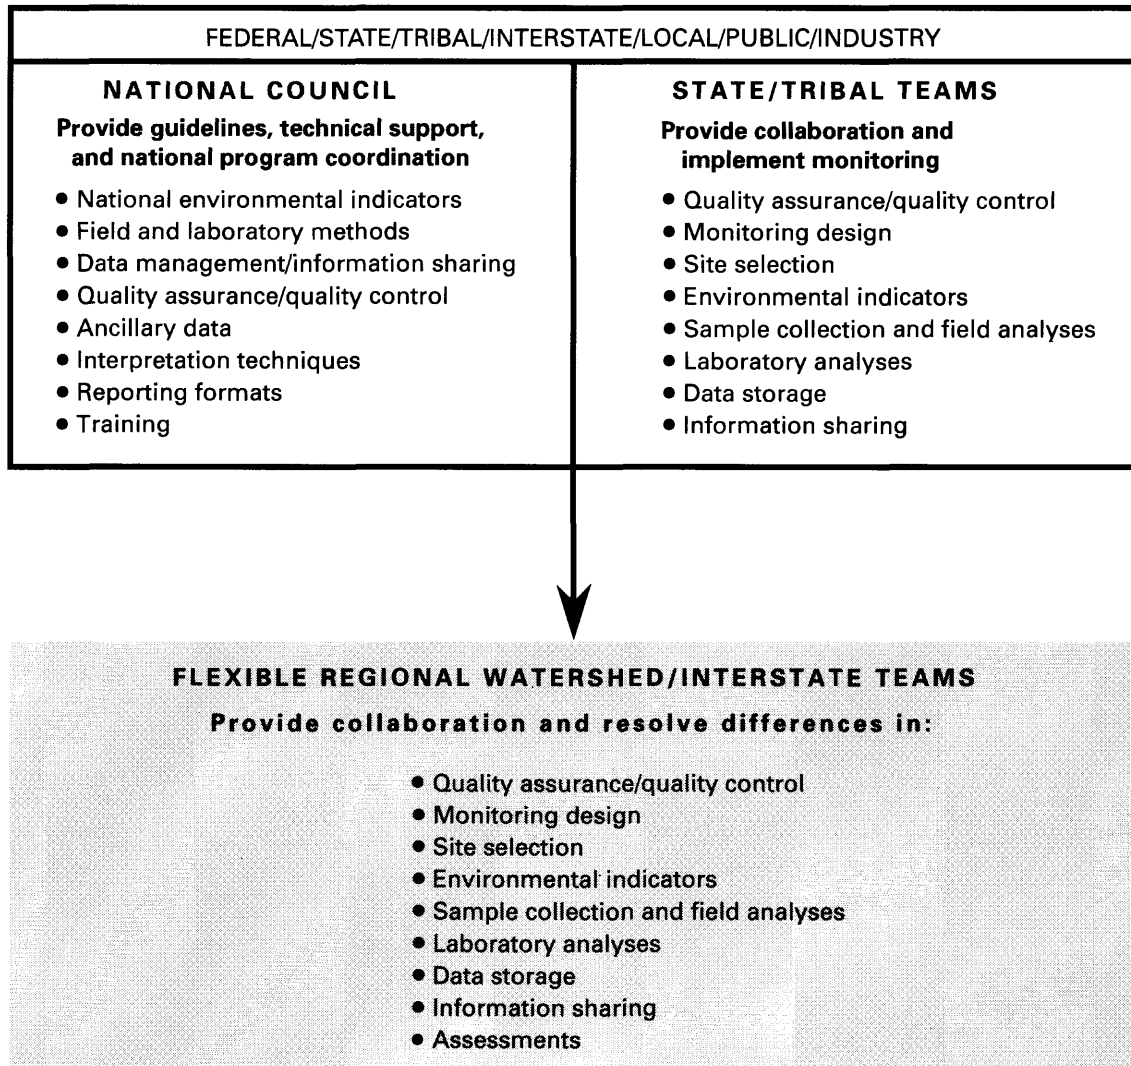 FEDERAL/STATE/TRIBAL/INTERSTATE/LOCAL/PUBLIC/INDUSTRY
NATIONAL COUNCIL
Provide guidelines, technical support,
and national program coordination
• National environmental indicators
• Field and laboratory methods
• Data management/information sharing
• Quality assurance/quality control
• Ancillary data
• Interpretation techniques
• Reporting formats
• Training
STATE/TRIBAL TEAMS
Provide collaboration and
implement monitoring
• Quality assurance/quality control
• Monitoring design
• Site selection
• Environmental indicators
• Sample collection and field analyses
• Laboratory analyses
• Data storage
• Information sharing
FLEXIBLE REGIONAL WATERSHED/INTERSTATE TEAMS
Provide collaboration and resolve differences in:
• Quality assurance/quality control
• Monitoring design
• Site selection
• Environmental indicators
• Sample collection and field analyses
• Laboratory analyses
• Data storage
• Information sharing
• Assessments